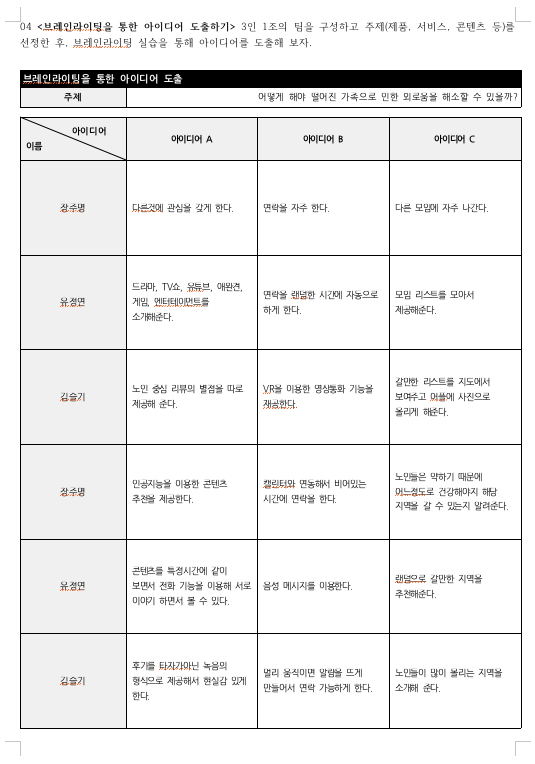 04 <브레인라이팅을 통한 아이디어 도출하기> 3인 1조의 팀을 구성하고 주제(제품, 서비스, 콘텐츠 등)를
선정한 후, 브레인라이팅 실습을 통해 아이디어를 도출해 보자.
브레인라이팅을 통한 아이디어 도출
주제
어떻게 해야 떨어진 가족으로 인한 외로움을 해소할 수 있을까?
아이디어
이름
아이디어 A
아이디어 B
아이디어 C
장주명
다른것에 관심을 갖게 한다.
연락을 자주 한다.
다른 모임에 자주 나간다.
유정연
드라마, TV쇼, 유튜브, 애완견,
게임, 엔터테이먼트를
소개해준다.
연락을 랜덤한 시간에 자동으로
하게 한다.
모임 리스트를 모아서
제공해준다.
김슬기
노인 중심 리뷰의 별점을 따로
제공해 준다.
VR을 이용한 영상통화 기능을
재공한다.
갈만한 리스트를 지도에서
보여주고 어플에 사진으로
올리게 해준다.
장주명
인공지능을 이용한 콘텐츠
추천을 제공한다.
캘린더와 연동해서 비어있는
시간에 연락을 한다.
노인들은 약하기 때문에
어느정도로 건강해야지 해당
지역을 갈 수 있는지 알려준다.
유정연
콘텐츠를 특정시간에 같이
보면서 전화 기능을 이용해 서로
이야기 하면서 볼 수 있다.
음성 메시지를 이용한다.
랜덤으로 갈만한 지역을
추천해준다.
김슬기
후기를 타자가아닌 녹음의
형식으로 제공해서 현실감 있게
한다.
멀리 움직이면 알람을 뜨게
만들어서 연락 가능하게 한다.
노인들이 많이 몰리는 지역을
소개해 준다.